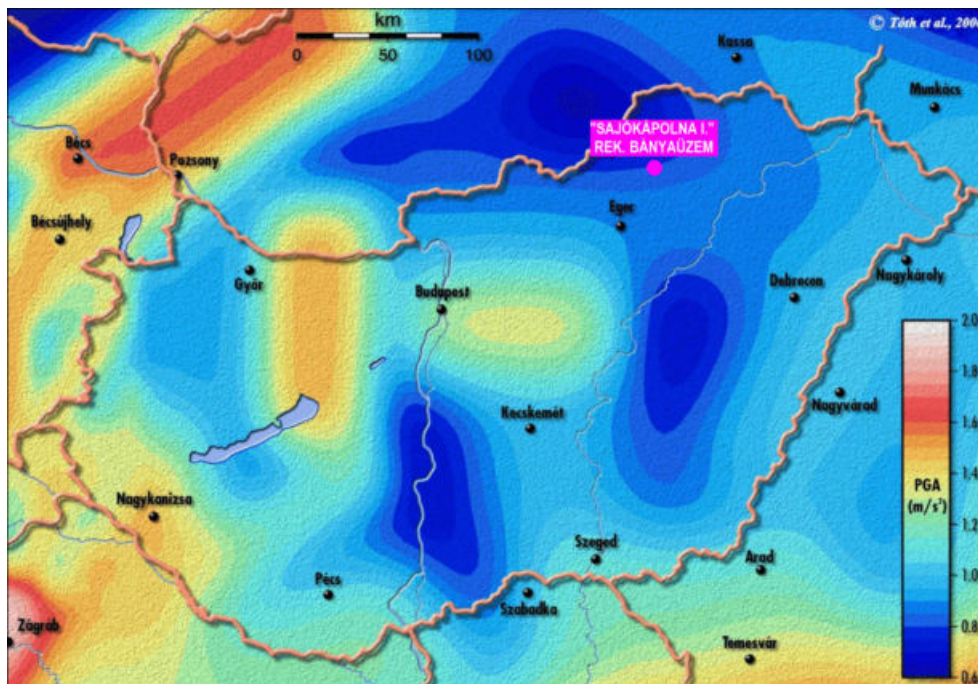 km
0 50 100
© Tóth et al., 2006
Kassa
Munkács
"SAJÓKÁPOLNA I."
REK. BÁNYAÜZEM
Bécs
Pozsony
Bécsújhely
Eger
Győr
Budapest
Debrecen
Nagykároly
Kecskemét
Nagyvárad
Nagykanizsa
Szeged
Arad
Pécs
Szabadka
Zágráb
Temesvár
2.0
1.8
1.6
1.4
PGA
(m/s²)
1.2
1.0
0.8
0.6